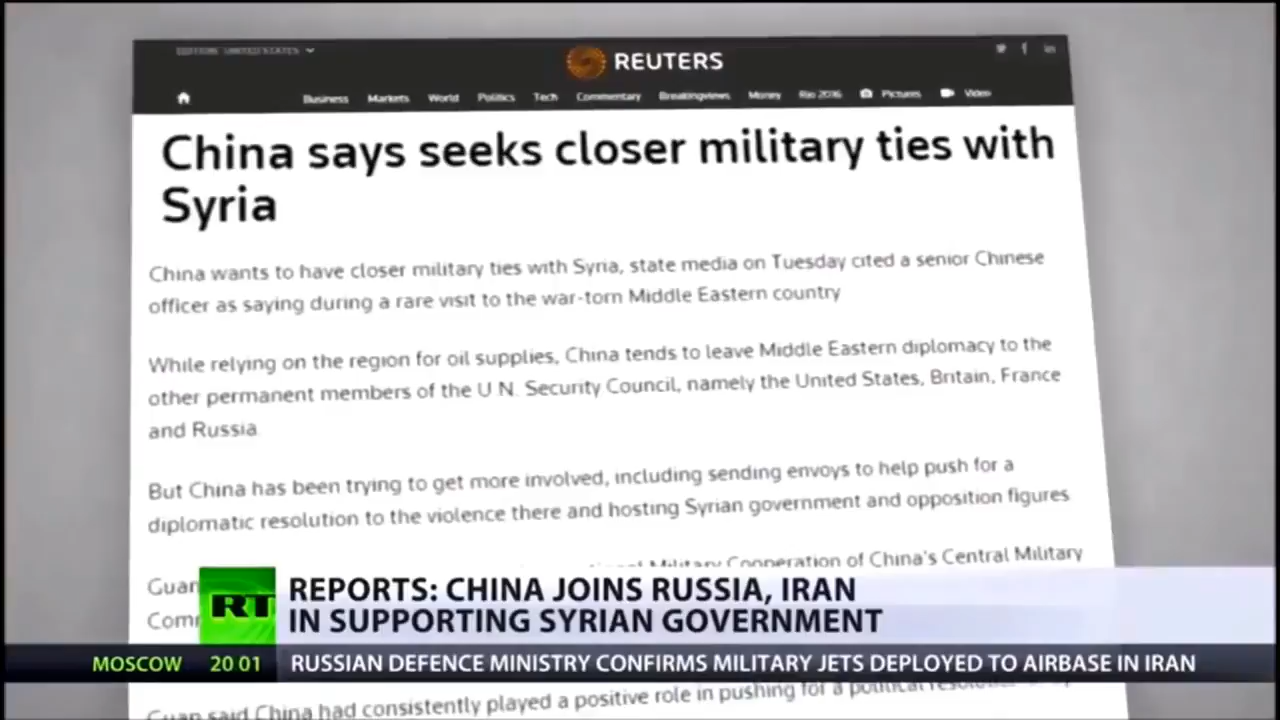 EDITION: UNITED STATES
REUTERS
Business Markets World Politics Tech Commentary Breakingviews Money Rio 2016 Pictures Video
China says seeks closer military ties with
Syria
China wants to have closer military ties with Syria, state media on Tuesday cited a senior Chinese
officer as saying during a rare visit to the war-torn Middle Eastern country
While relying on the region for oil supplies, China tends to leave Middle Eastern diplomacy to the
other permanent members of the U N. Security Council, namely the United States, Britain, France
and Russia
But China has been trying to get more involved, including sending envoys to help push for a
diplomatic resolution to the violence there and hosting Syrian government and opposition figures
Military Cooperation of China's Central Military
RT
REPORTS: CHINA JOINS RUSSIA, IRAN
IN SUPPORTING SYRIAN GOVERNMENT
MOSCOW 20 01 RUSSIAN DEFENCE MINISTRY CONFIRMS MILITARY JETS DEPLOYED TO AIRBASE IN IRAN
Guan said China had consistently played a positive role in pushing for a political